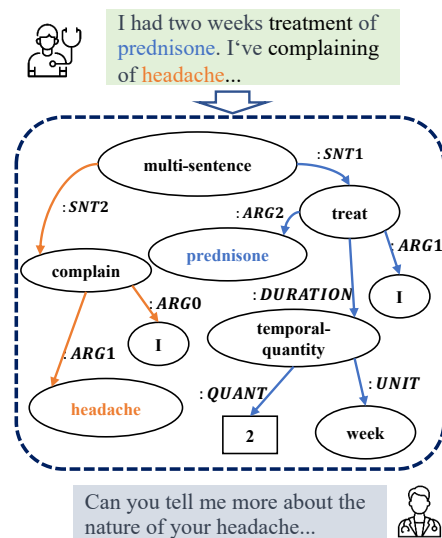 I had two weeks treatment of
prednisone. I've complaining
of headache...
multi-sentence
:SNT1
:SNT2
:ARG2
treat
prednisone
:ARG1
complain
I
:ARG0
:DURATION
I
temporal-
quantity
:ARG1
:QUANT
:UNIT
headache
2
week
Can you tell me more about the
nature of your headache...